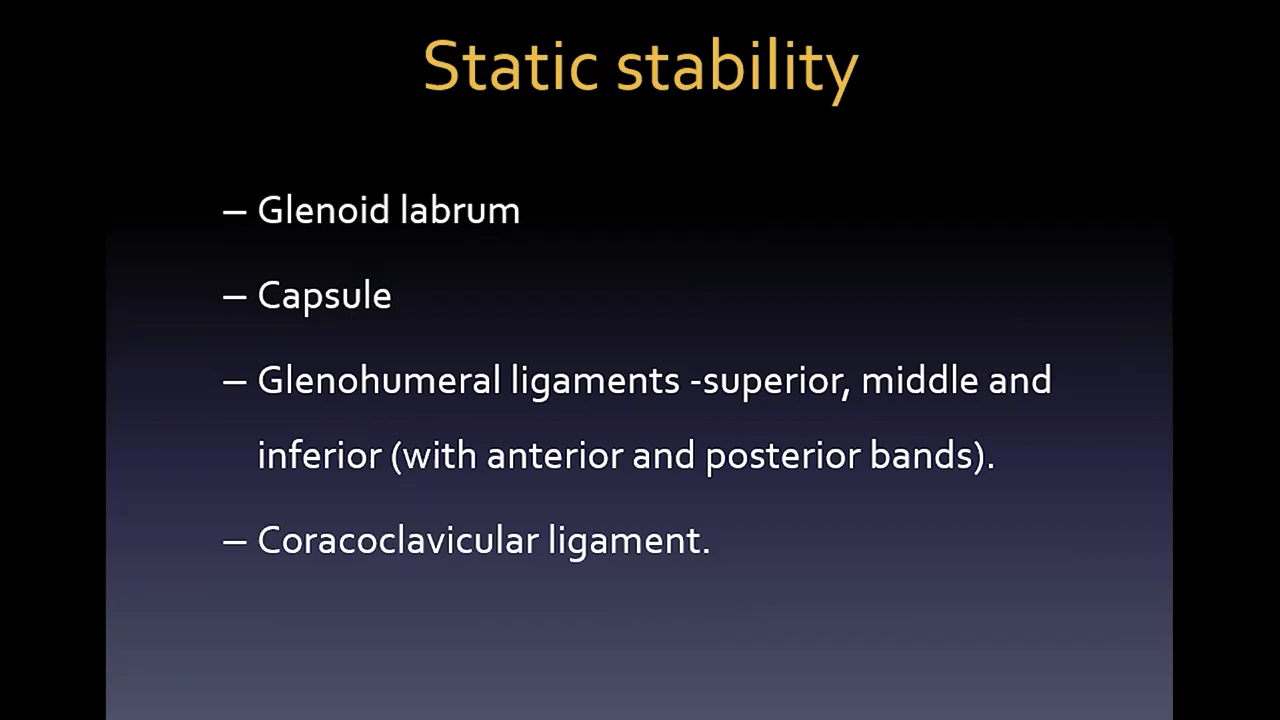 Static stability
– Glenoid labrum
– Capsule
– Glenohumeral ligaments -superior, middle and
inferior (with anterior and posterior bands).
– Coracoclavicular ligament.